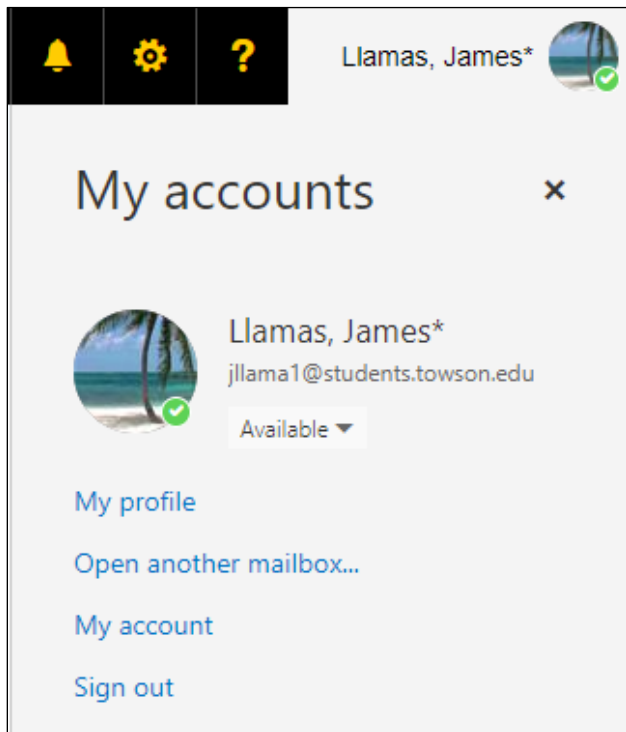 ? Llamas, James*
My accounts ×
Llamas, James*
jllama1@students.towson.edu
Available
My profile
Open another mailbox...
My account
Sign out